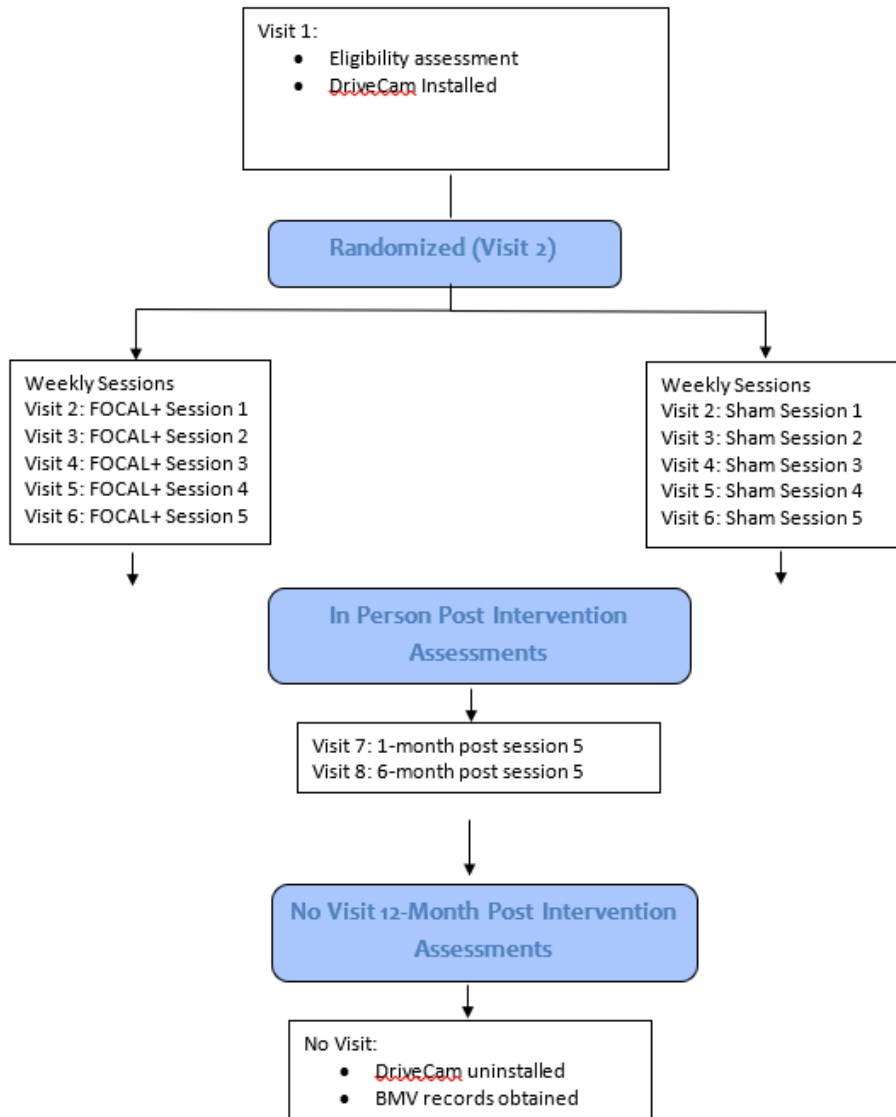 Visit 1:
● Eligibility assessment
● DriveCam Installed
Randomized (Visit 2)
Weekly Sessions
Visit 2: FOCAL+ Session 1
Visit 3: FOCAL+ Session 2
Visit 4: FOCAL+ Session 3
Visit 5: FOCAL+ Session 4
Visit 6: FOCAL+ Session 5
Weekly Sessions
Visit 2: Sham Session 1
Visit 3: Sham Session 2
Visit 4: Sham Session 3
Visit 5: Sham Session 4
Visit 6: Sham Session 5
In Person Post Intervention
Assessments
Visit 7: 1-month post session 5
Visit 8: 6-month post session 5
No Visit 12-Month Post Intervention
Assessments
No Visit:
● DriveCam uninstalled
● BMV records obtained